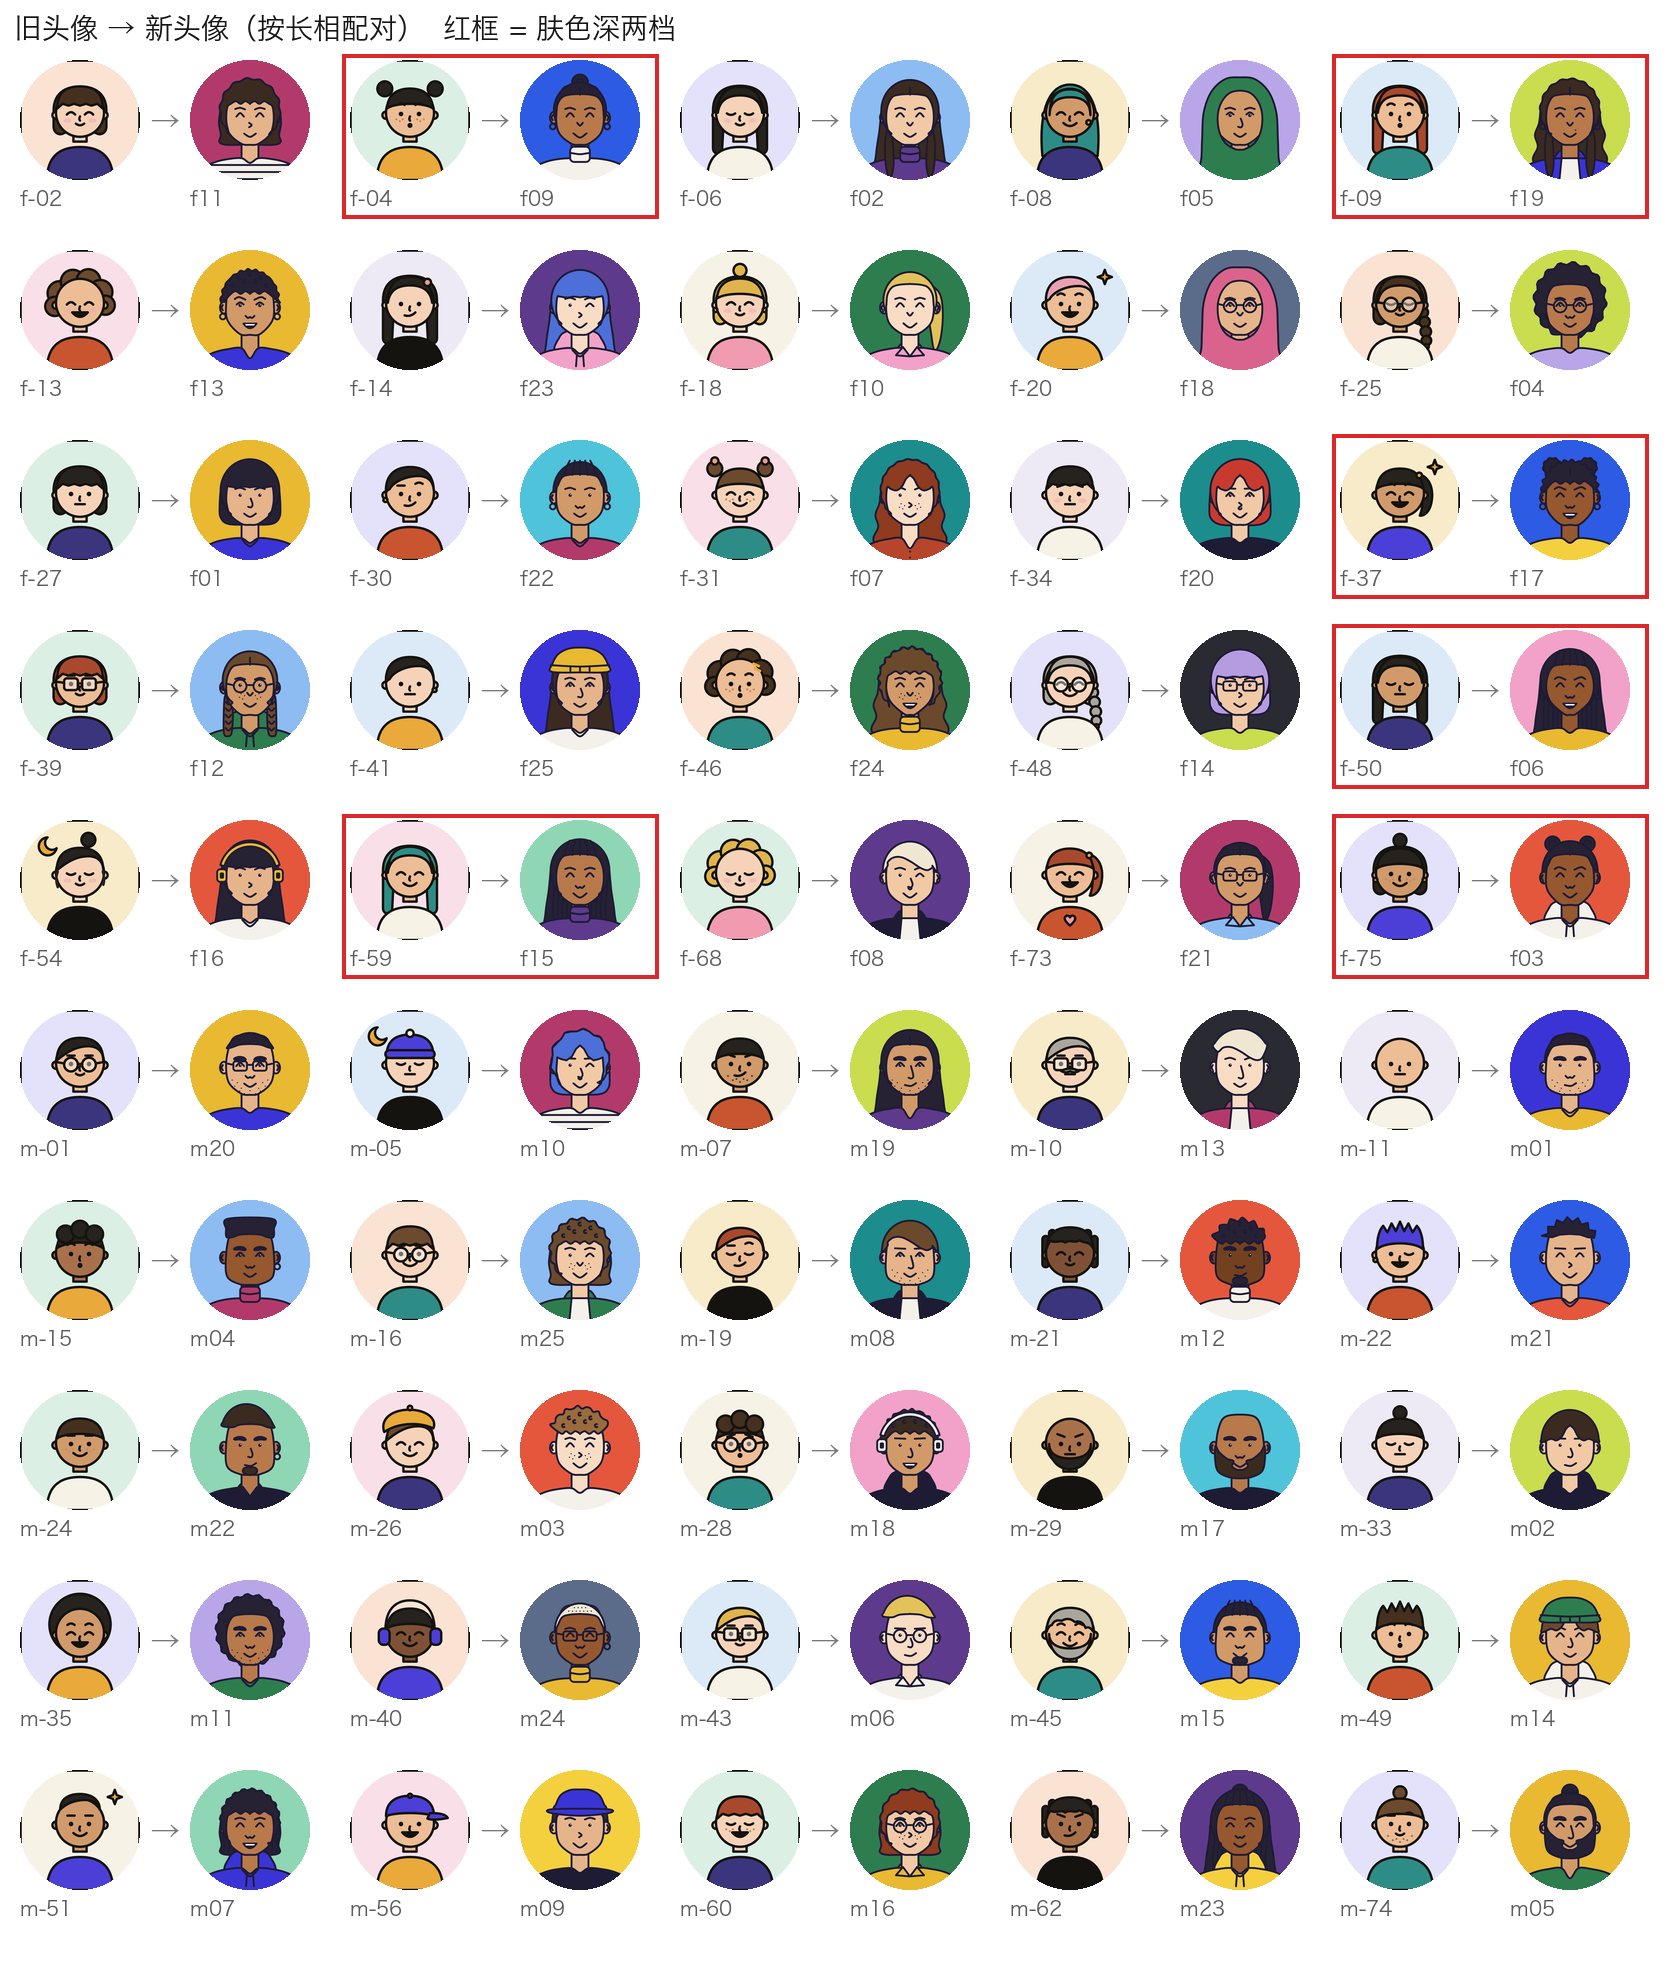 旧头像 → 新头像（按长相配对） 红框 = 肤色深两档
f-02 → f11 f-04 → f09 f-06 → f02 f-08 → f05 f-09 → f19
f-13 → f13 f-14 → f23 f-18 → f10 f-20 → f18 f-25 → f04
f-27 → f01 f-30 → f22 f-31 → f07 f-34 → f20 f-37 → f17
f-39 → f12 f-41 → f25 f-46 → f24 f-48 → f14 f-50 → f06
f-54 → f16 f-59 → f15 f-68 → f08 f-73 → f21 f-75 → f03
m-01 → m20 m-05 → m10 m-07 → m19 m-10 → m13 m-11 → m01
m-15 → m04 m-16 → m25 m-19 → m08 m-21 → m12 m-22 → m21
m-24 → m22 m-26 → m03 m-28 → m18 m-29 → m17 m-33 → m02
m-35 → m11 m-40 → m24 m-43 → m06 m-45 → m15 m-49 → m14
m-51 → m07 m-56 → m09 m-60 → m16 m-62 → m23 m-74 → m05